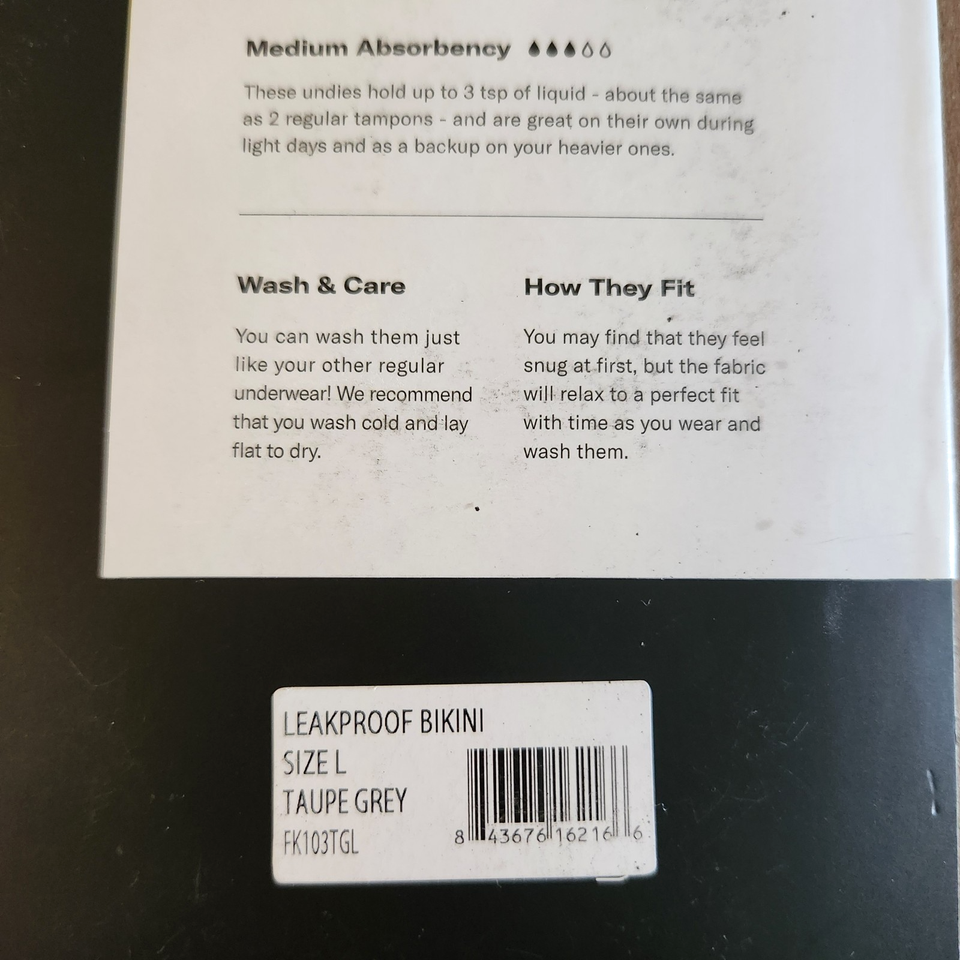 Medium Absorbency
These undies hold up to 3 tsp of liquid - about the same
as 2 regular tampons - and are great on their own during
light days and as a backup on your heavier ones.
Wash & Care
You can wash them just
like your other regular
underwear! We recommend
that you wash cold and lay
flat to dry.
How They Fit
You may find that they feel
snug at first, but the fabric
will relax to a perfect fit
with time as you wear and
wash them.
LEAKPROOF BIKINI
SIZE L
TAUPE GREY
FK103TGL
8 43676 16216 6